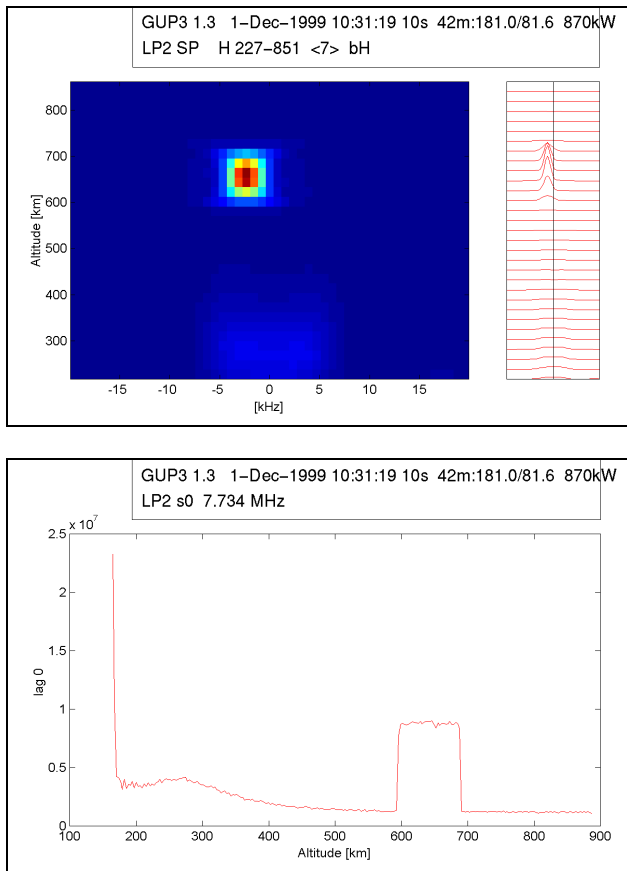 GUP3 1.3   1-Dec-1999 10:31:19 10s  42m:181.0/81.6  870kW
LP2 SP    H 227-851  <7>  bH
800
700
600
500
400
300
Altitude [km]
-15 -10 -5 0 5 15
[kHz]
GUP3 1.3   1-Dec-1999 10:31:19 10s  42m:181.0/81.6  870kW
LP2 s0  7.734 MHz
x 10^7
2.5
2
1.5
1
0.5
0
lag 0
100 200 300 400 500 600 700 800 900
Altitude [km]